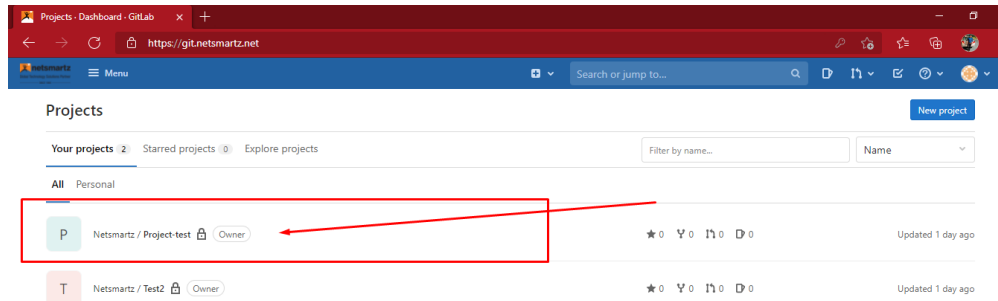 Projects · Dashboard · GitLab
https://git.netsmartz.net
netsmartz
Menu
Search or jump to...
Projects
New project
Your projects 2 Starred projects 0 Explore projects
Filter by name...
Name
All Personal
P Netsmartz / Project-test Owner 0 0 0 0 Updated 1 day ago
T Netsmartz / Test2 Owner 0 0 0 0 Updated 1 day ago